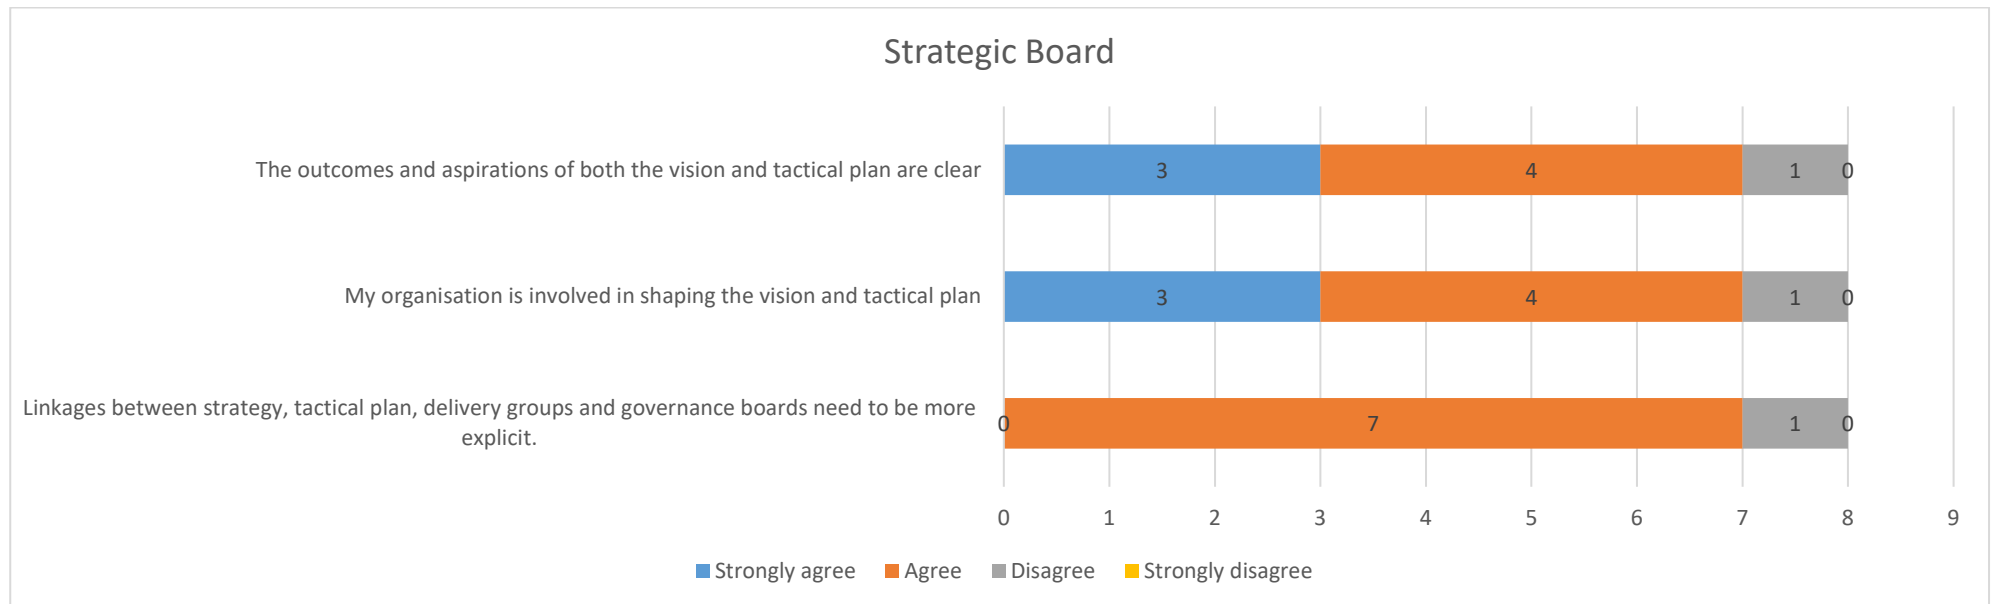 Strategic Board
The outcomes and aspirations of both the vision and tactical plan are clear
3 4 1 0
My organisation is involved in shaping the vision and tactical plan
3 4 1 0
Linkages between strategy, tactical plan, delivery groups and governance boards need to be more
explicit.
0 7 1 0
0 1 2 3 4 5 6 7 8 9
Strongly agree Agree Disagree Strongly disagree